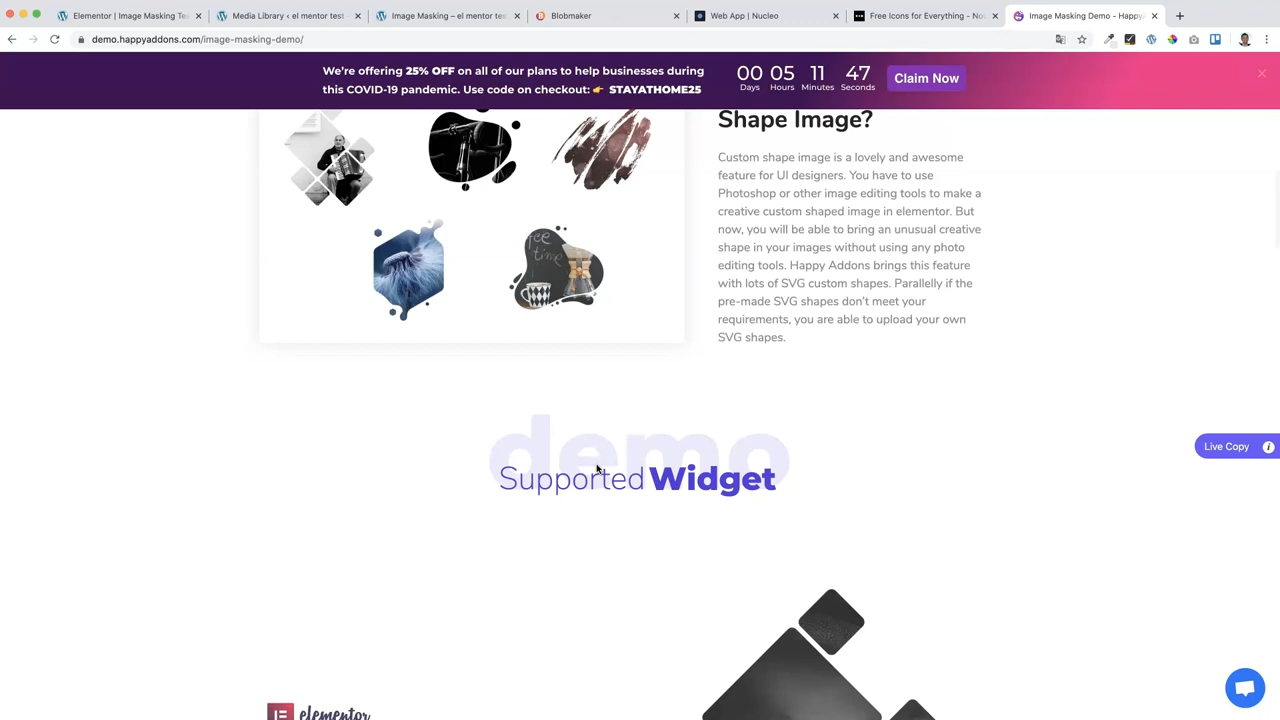 Elementor | Image Masking Tes
Media Library ‹ el mentor test –
Image Masking – el mentor tes
Blobmaker
Web App | Nucleo
Free Icons for Everything - Nou
Image Masking Demo - HappyA
demo.happyaddons.com/image-masking-demo/
We're offering 25% OFF on all of our plans to help businesses during
this COVID-19 pandemic. Use code on checkout: 👉 STAYATHOME25
00 05 11 47
Days Hours Minutes Seconds
Claim Now
Shape Image?
Custom shape image is a lovely and awesome
feature for UI designers. You have to use
Photoshop or other image editing tools to make a
creative custom shaped image in elementor. But
now, you will be able to bring an unusual creative
shape in your images without using any photo
editing tools. Happy Addons brings this feature
with lots of SVG custom shapes. Parallelly if the
pre-made SVG shapes don't meet your
requirements, you are able to upload your own
SVG shapes.
demo
Supported Widget
Live Copy
elementor